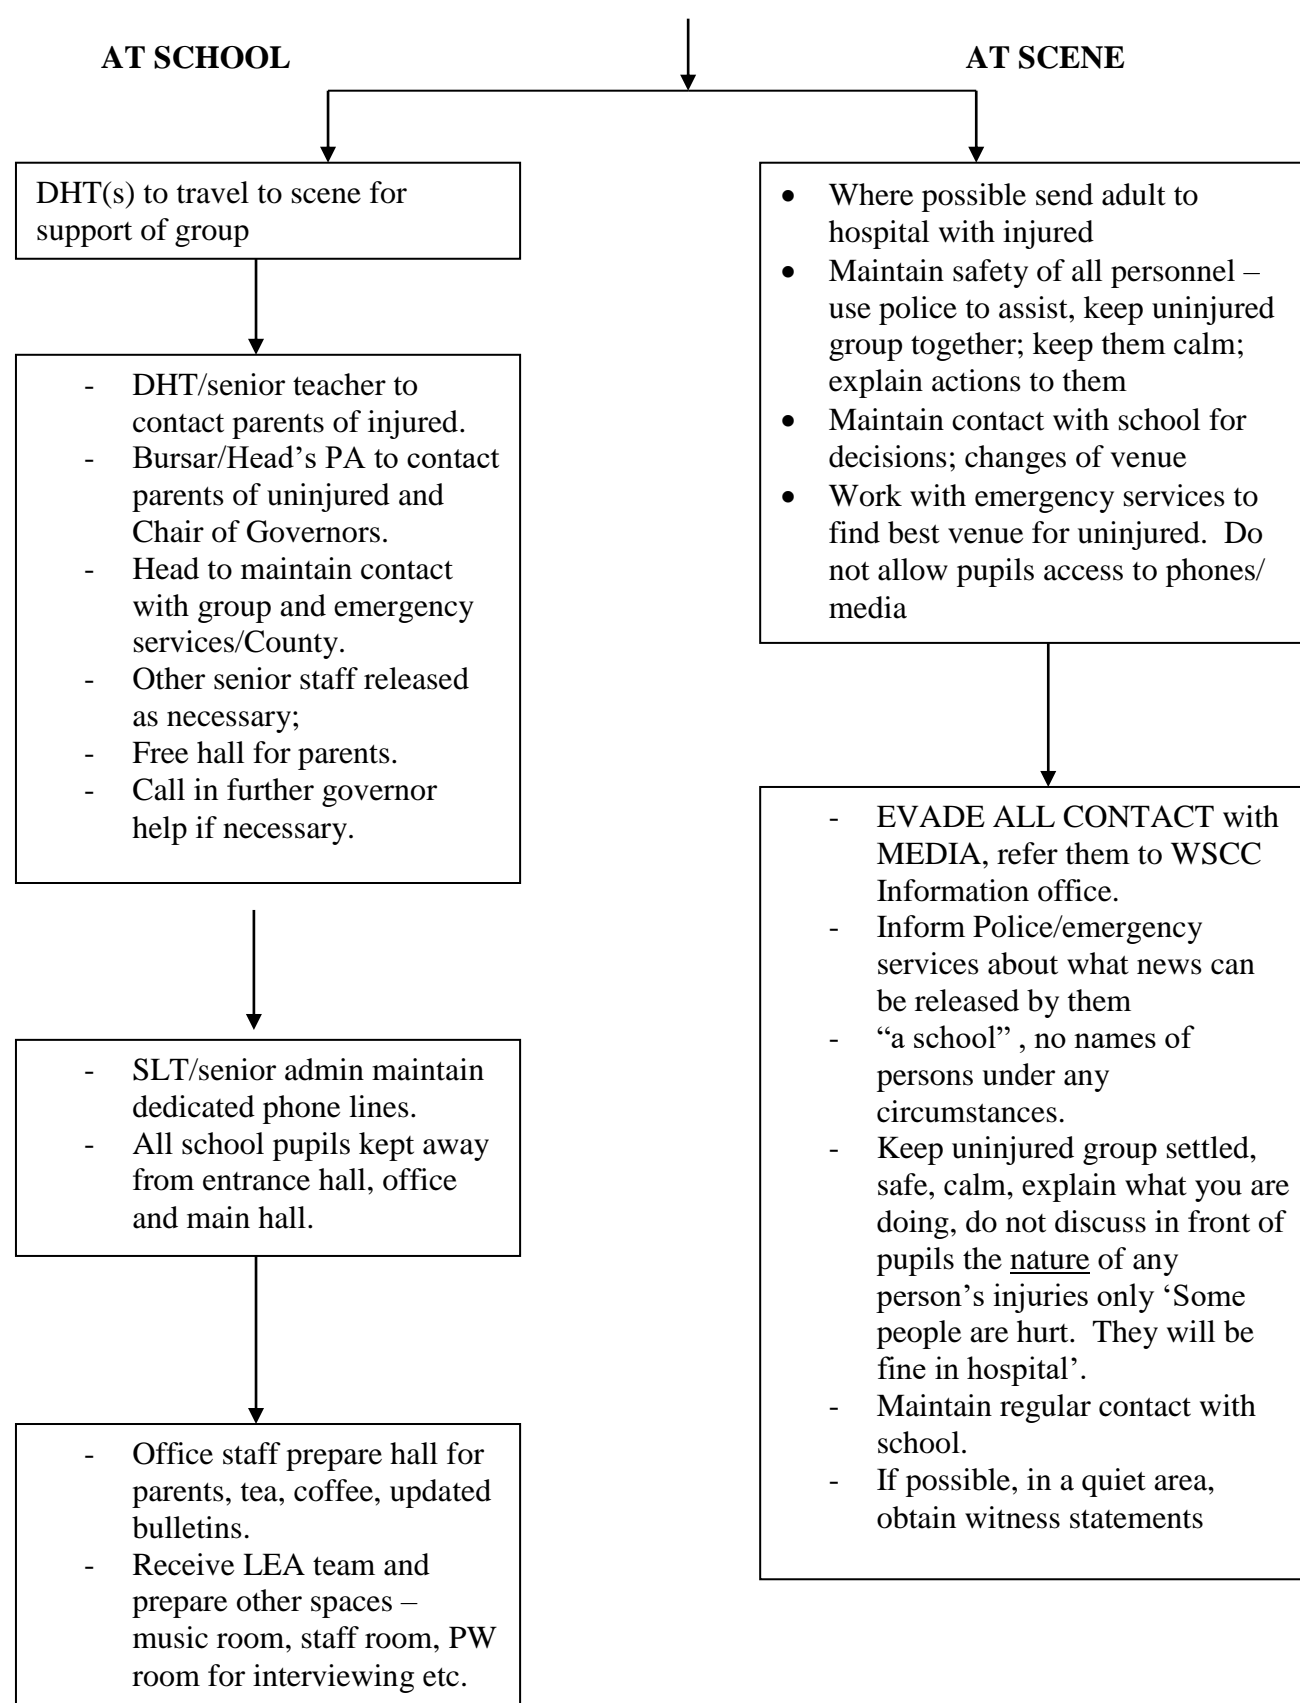 AT SCHOOL
DHT(s) to travel to scene for
support of group
- DHT/senior teacher to
contact parents of injured.
- Bursar/Head’s PA to contact
parents of uninjured and
Chair of Governors.
- Head to maintain contact
with group and emergency
services/County.
- Other senior staff released
as necessary;
- Free hall for parents.
- Call in further governor
help if necessary.
- SLT/senior admin maintain
dedicated phone lines.
- All school pupils kept away
from entrance hall, office
and main hall.
- Office staff prepare hall for
parents, tea, coffee, updated
bulletins.
- Receive LEA team and
prepare other spaces –
music room, staff room, PW
room for interviewing etc.
AT SCENE
• Where possible send adult to
hospital with injured
• Maintain safety of all personnel –
use police to assist, keep uninjured
group together; keep them calm;
explain actions to them
• Maintain contact with school for
decisions; changes of venue
• Work with emergency services to
find best venue for uninjured.  Do
not allow pupils access to phones/
media
- EVADE ALL CONTACT with
MEDIA, refer them to WSCC
Information office.
- Inform Police/emergency
services about what news can
be released by them
- “a school” , no names of
persons under any
circumstances.
- Keep uninjured group settled,
safe, calm, explain what you are
doing, do not discuss in front of
pupils the nature of any
person’s injuries only ‘Some
people are hurt.  They will be
fine in hospital’.
- Maintain regular contact with
school.
- If possible, in a quiet area,
obtain witness statements